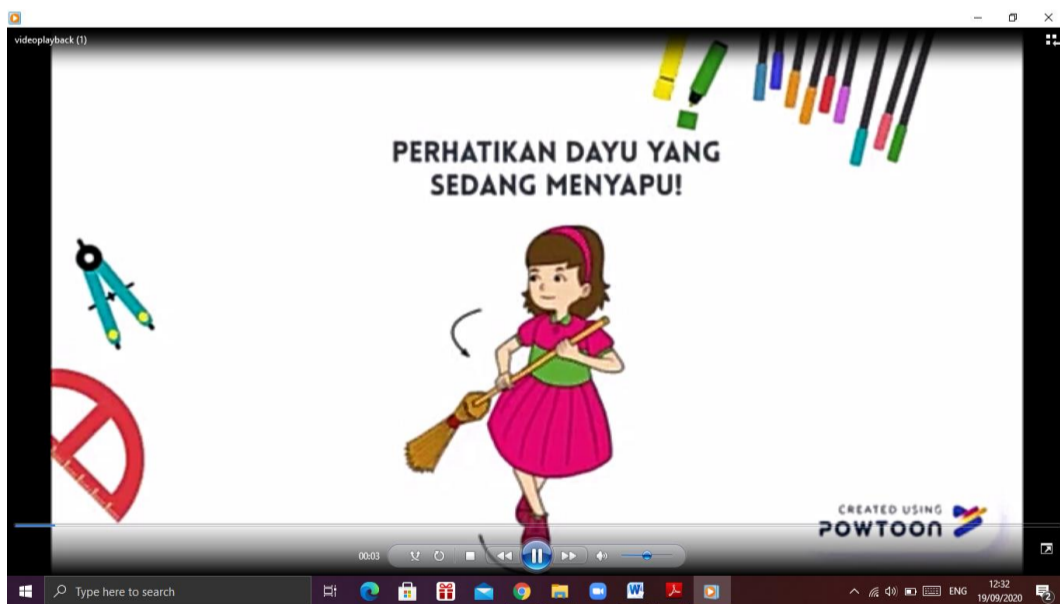 videoplayback (1)
PERHATIKAN DAYU YANG
SEDANG MENYAPU!
CREATED USING
POWTOON
00:03
Type here to search
ENG
12:32
19/09/2020
2